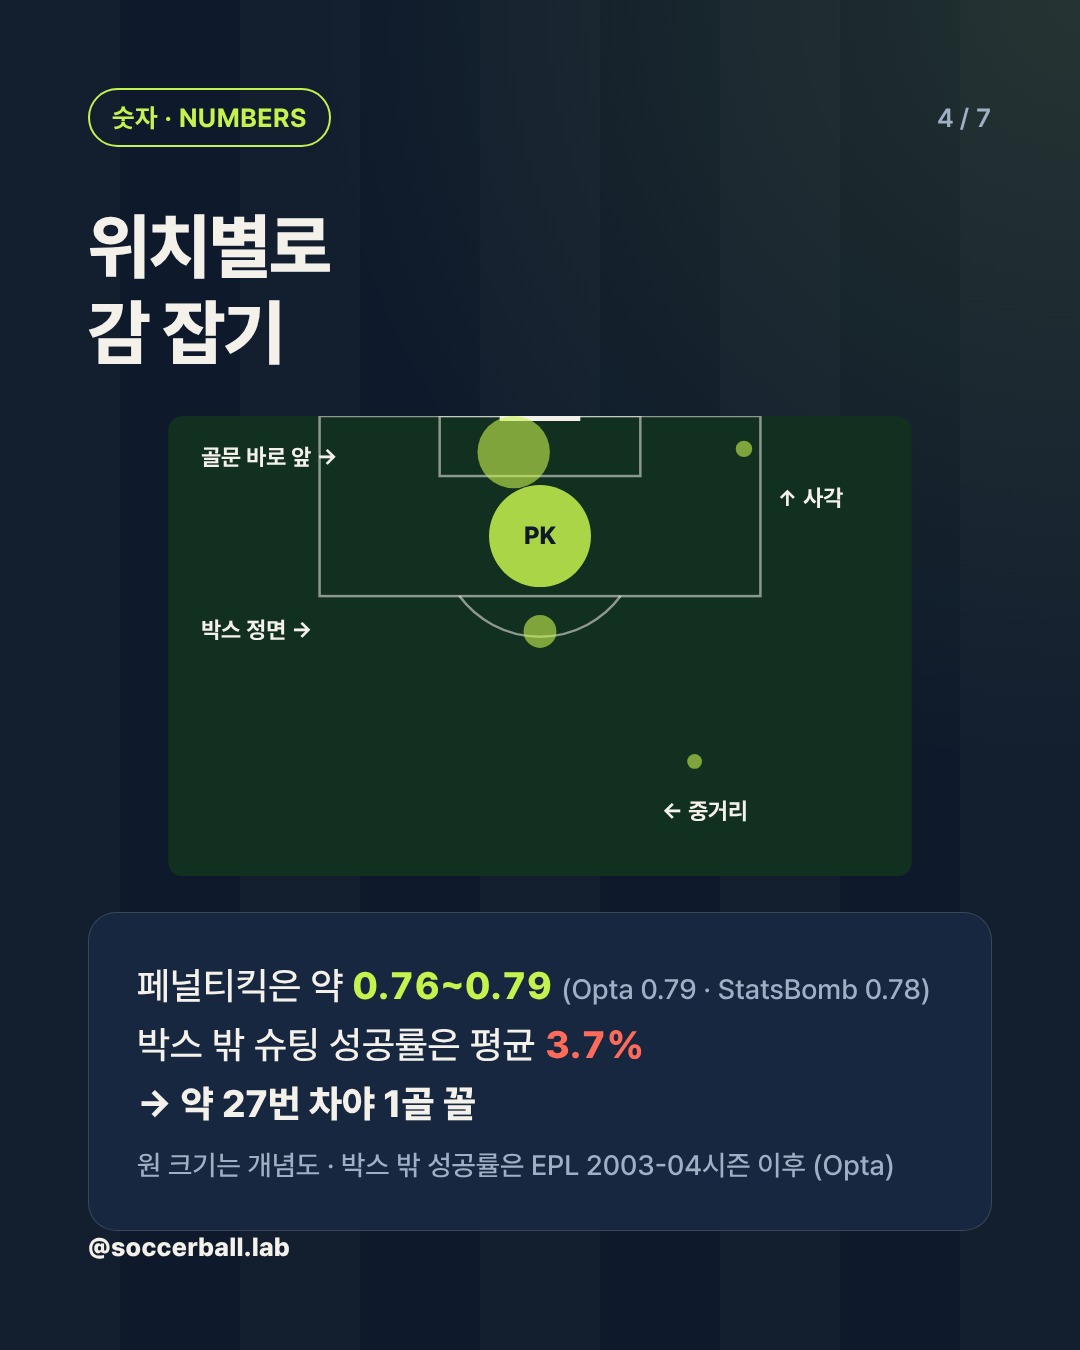 숫자 · NUMBERS
4 / 7
위치별로
감 잡기
골문 바로 앞 →
↑ 사각
PK
박스 정면 →
← 중거리
페널티킥은 약 0.76~0.79 (Opta 0.79 · StatsBomb 0.78)
박스 밖 슈팅 성공률은 평균 3.7%
→ 약 27번 차야 1골 꼴
원 크기는 개념도 · 박스 밖 성공률은 EPL 2003-04시즌 이후 (Opta)
@soccerball.lab